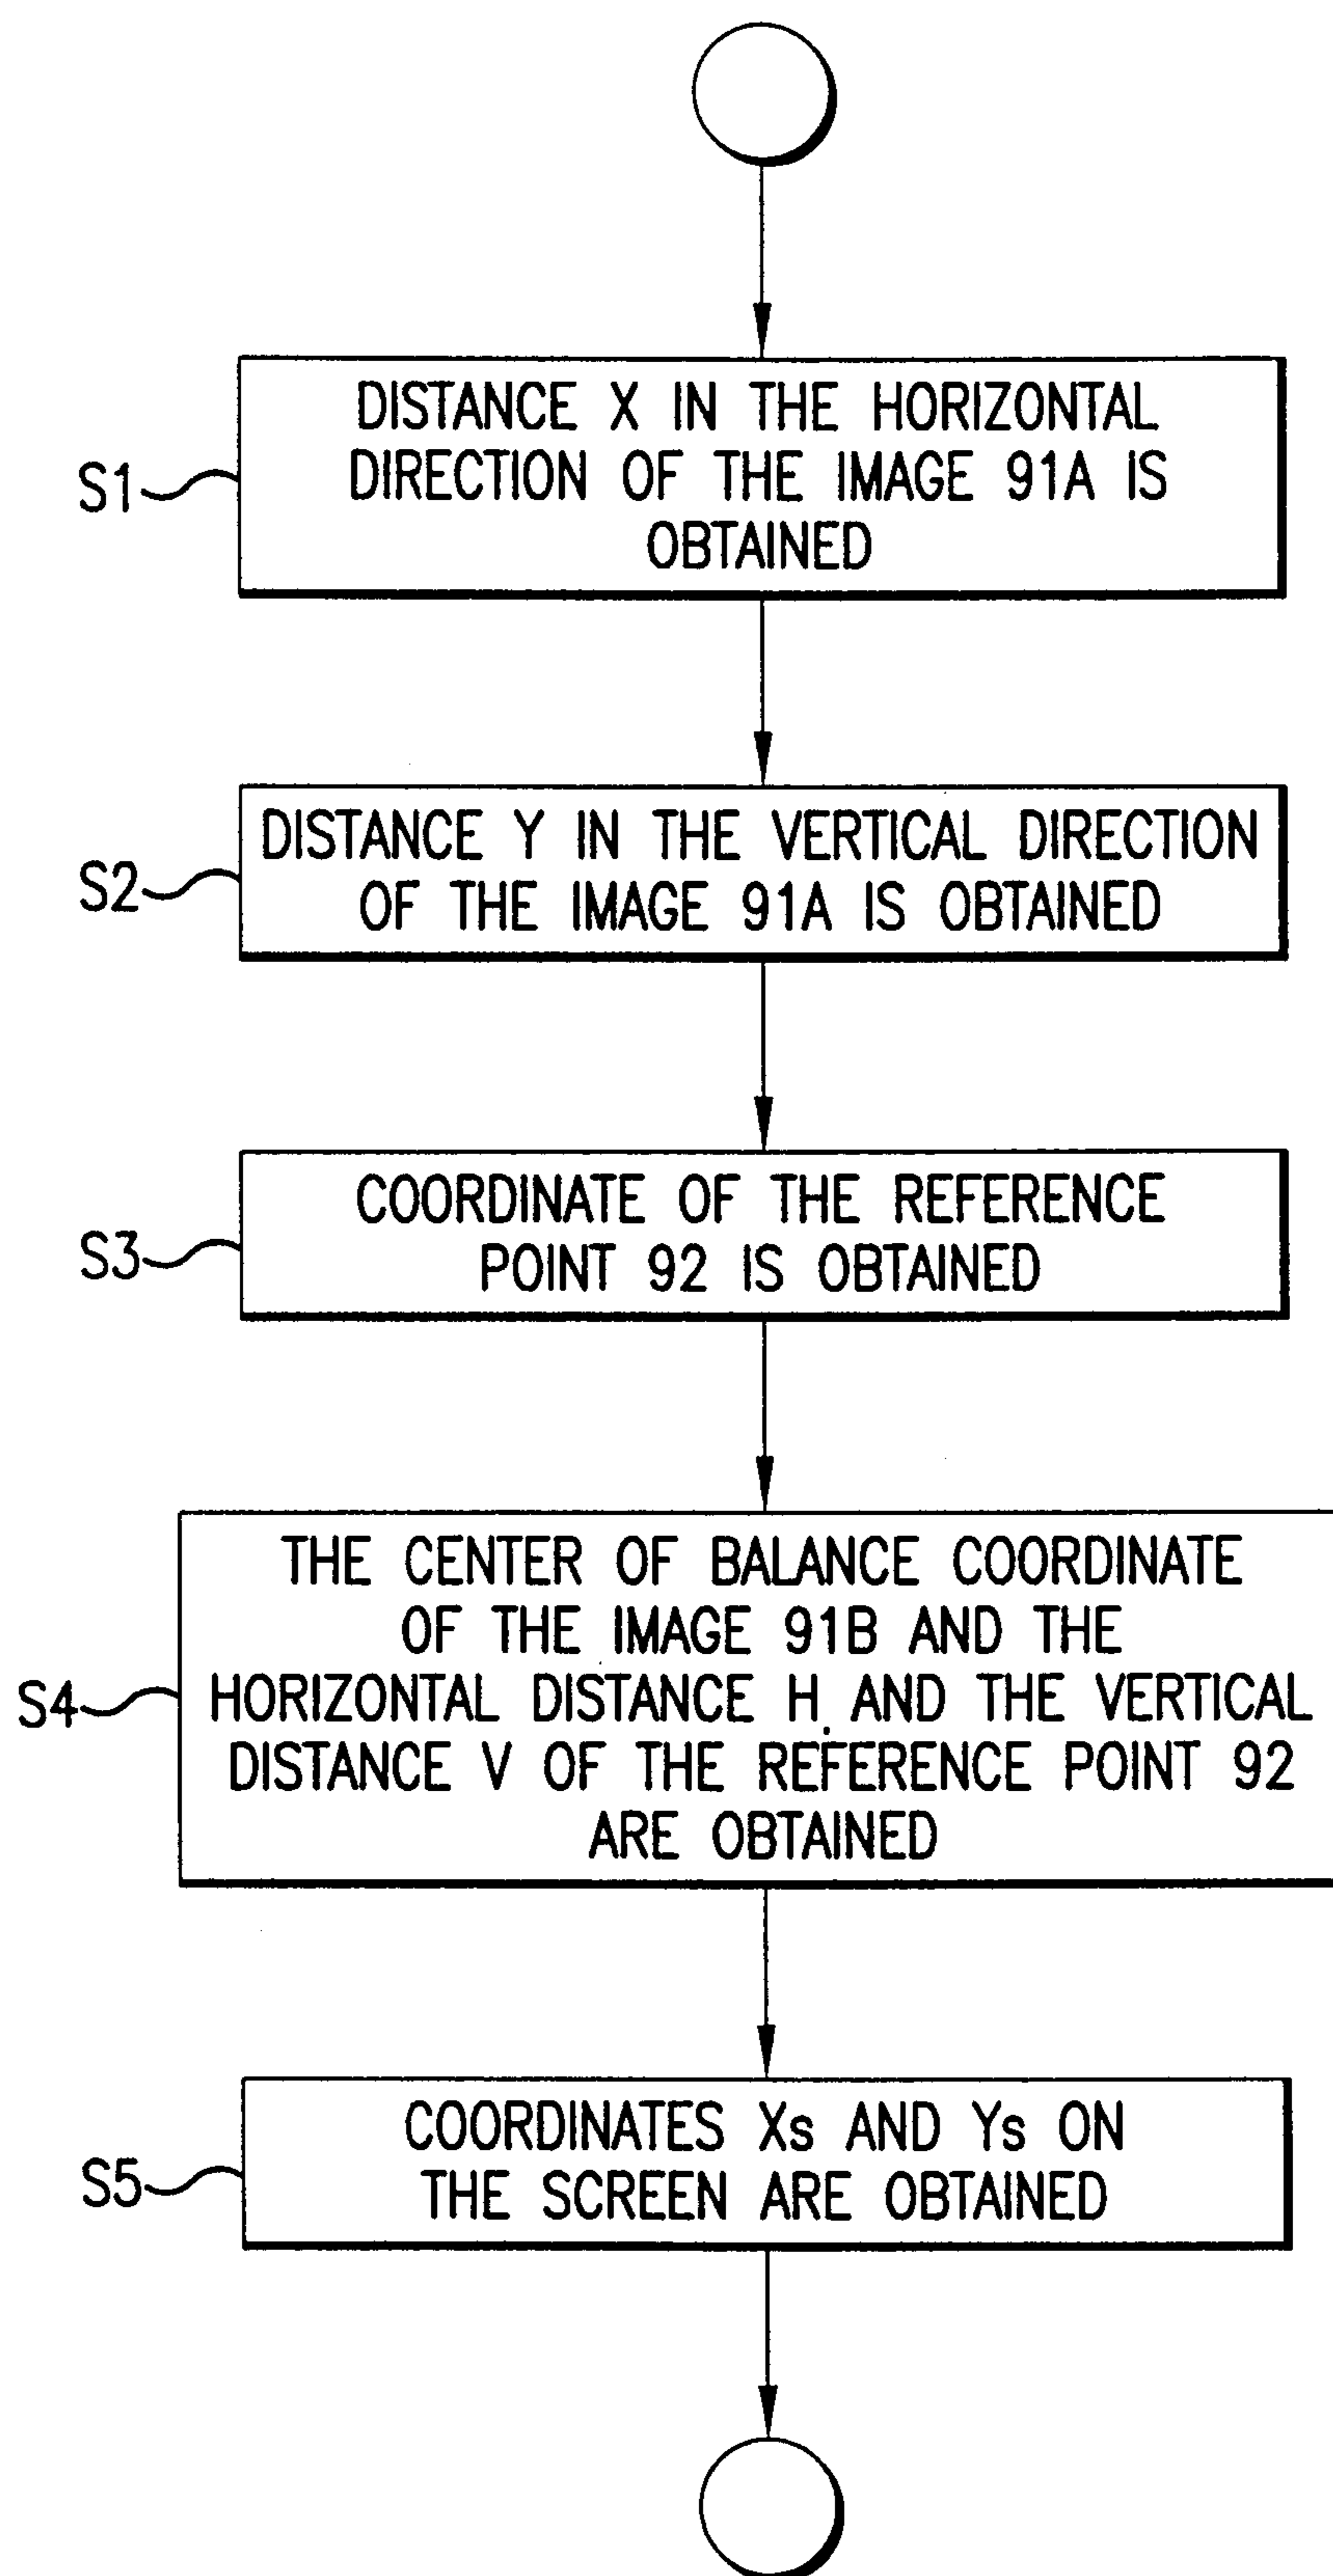 DISTANCE X IN THE HORIZONTAL
DIRECTION OF THE IMAGE 91A IS
OBTAINED
S1
DISTANCE Y IN THE VERTICAL DIRECTION
OF THE IMAGE 91A IS OBTAINED
S2
COORDINATE OF THE REFERENCE
POINT 92 IS OBTAINED
S3
THE CENTER OF BALANCE COORDINATE
OF THE IMAGE 91B AND THE
HORIZONTAL DISTANCE H AND THE VERTICAL
DISTANCE V OF THE REFERENCE POINT 92
ARE OBTAINED
S4
COORDINATES Xs AND Ys ON
THE SCREEN ARE OBTAINED
S5